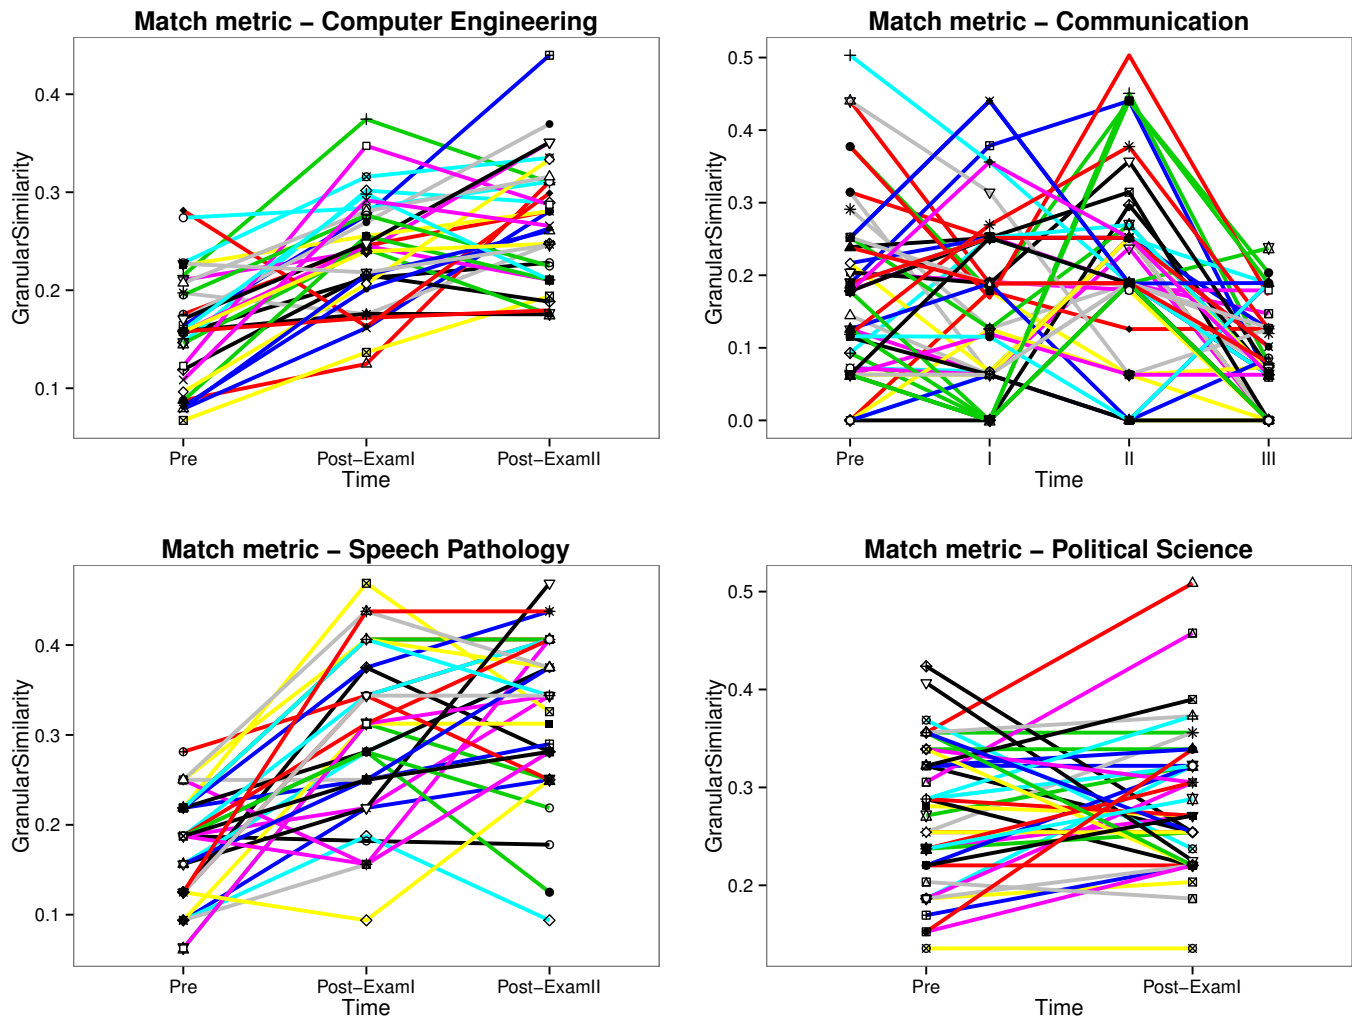 Match metric – Computer Engineering
GranularSimilarity
0.4
0.3
0.2
0.1
Pre
Post–ExamI
Post–ExamII
Time
Match metric – Communication
GranularSimilarity
0.5
0.4
0.3
0.2
0.1
0.0
Pre
I
II
III
Time
Match metric – Speech Pathology
GranularSimilarity
0.4
0.3
0.2
0.1
Pre
Post–ExamI
Post–ExamII
Time
Match metric – Political Science
GranularSimilarity
0.5
0.4
0.3
0.2
Pre
Post–ExamI
Time